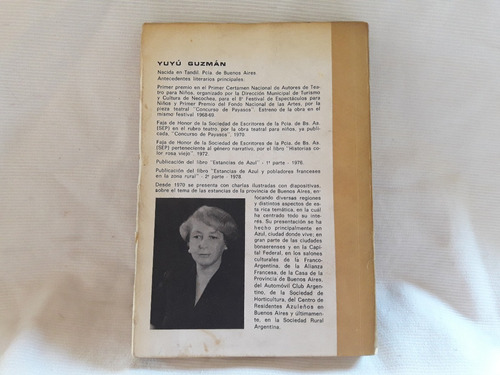 YUYÚ GUZMÁN
Nacida en Tandil. Pcia. de Buenos Aires
Antecedentes literarios principales:
Primer premio en el Primer Certamen Nacional de Autores de Tea-
tro para Niños, organizado por la Dirección Municipal de Turismo
y Cultura de Necochea, para el 8º Festival de Espectáculos para
Niños y Primer Premio del Fondo Nacional de las Artes, por la
pieza teatral "Concurso de Payasos". Estreno de la obra en el
mismo festival 1968-69.
Faja de Honor de la Sociedad de Escritores de la Pcia. de Bs. As.
(SEP) en el rubro teatro, por la obra teatral para niños, ya publi-
cada, "Concurso de Payasos", 1970.
Faja de Honor de la Sociedad de Escritores de la Pcia. de Bs. As.
(SEP) perteneciente al género narrativo, por el libro "Historias co-
lor rosa viejo". 1972.
Publicación del libro "Estancias de Azul" - 1ª parte - 1976.
Publicación del libro "Estancias de Azul y pobladores franceses
en la zona rural" - 2ª parte - 1978.
Desde 1970 se presenta con charlas ilustradas con diapositivas,
sobre el tema de las estancias de la provincia de Buenos Aires, en-
focando diversas regiones
y distintos aspectos de es-
ta rica temática, en la cual
ha centrado todo su inte-
rés. Su presentación se ha
hecho principalmente en
Azul, ciudad donde vive; en
gran parte de las ciudades
bonaerenses y en la Capi-
tal Federal, en los salones
culturales de la Franco-
Argentina, de la Alianza
Francesa, de la Casa de la
Provincia de Buenos Aires,
del Automóvil Club Argen-
tino, de la Sociedad de
Horticultura, del Centro de
Residentes Azuleños en
Buenos Aires y últimamen-
te, en la Sociedad Rural
Argentina.